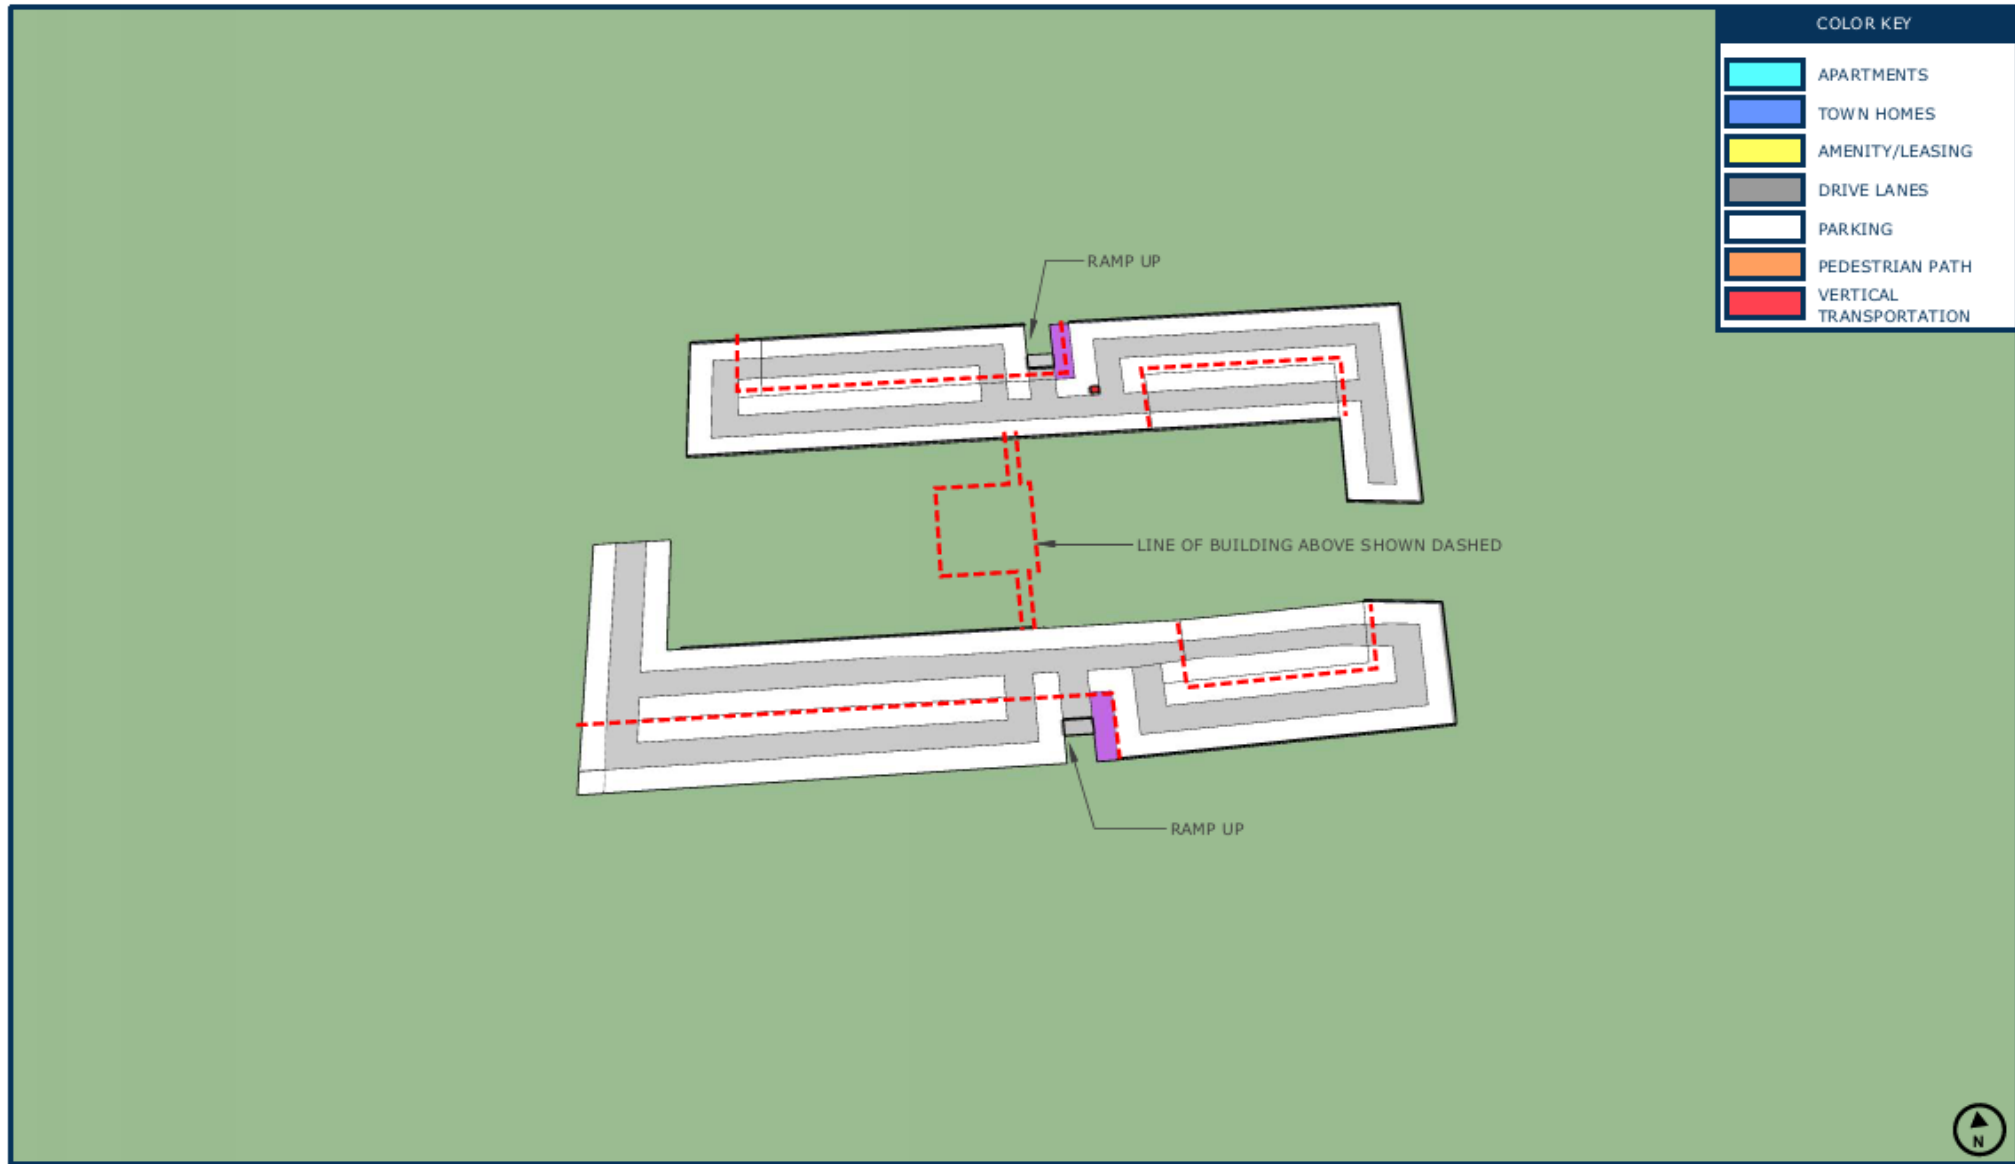 COLOR KEY
APARTMENTS
TOWN HOMES
AMENITY/LEASING
DRIVE LANES
PARKING
PEDESTRIAN PATH
VERTICAL
TRANSPORTATION
RAMP UP
LINE OF BUILDING ABOVE SHOWN DASHED
RAMP UP
N